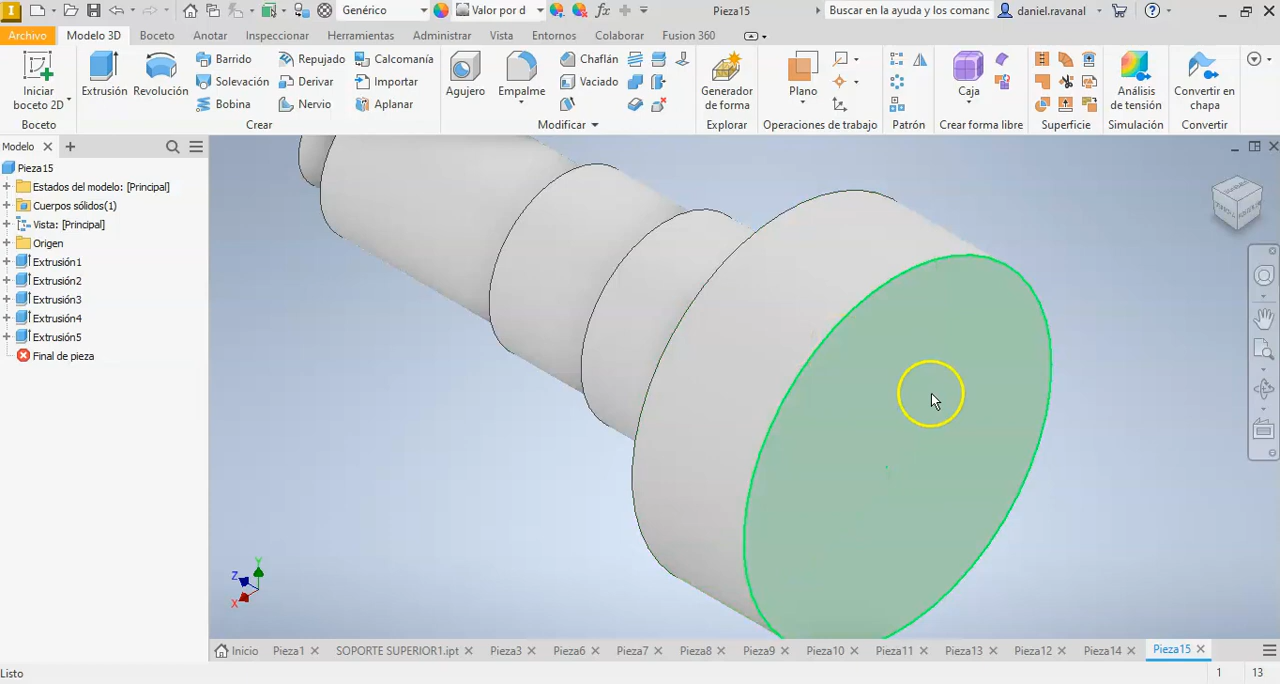 Genérico
Valor por d
fx
Pieza15
Buscar en la ayuda y los comanc
daniel.ravanal
Archivo
Modelo 3D
Boceto
Anotar
Inspeccionar
Herramientas
Administrar
Vista
Entornos
Colaborar
Fusion 360
Iniciar
boceto 2D
Extrusión
Revolución
Barrido
Solevación
Bobina
Repujado
Derivar
Nervio
Calcomanía
Importar
Aplanar
Agujero
Empalme
Chaflán
Vaciado
Generador
de forma
Plano
Caja
Análisis
de tensión
Convertir en
chapa
Boceto
Crear
Modificar
Explorar
Operaciones de trabajo
Patrón
Crear forma libre
Superficie
Simulación
Convertir
Modelo
Pieza15
Estados del modelo: [Principal]
Cuerpos sólidos(1)
Vista: [Principal]
Origen
Extrusión1
Extrusión2
Extrusión3
Extrusión4
Extrusión5
Final de pieza
Y
Z
X
Inicio
Pieza1
SOPORTE SUPERIOR1.ipt
Pieza3
Pieza6
Pieza7
Pieza8
Pieza9
Pieza10
Pieza11
Pieza13
Pieza12
Pieza14
Pieza15
Listo
1
13